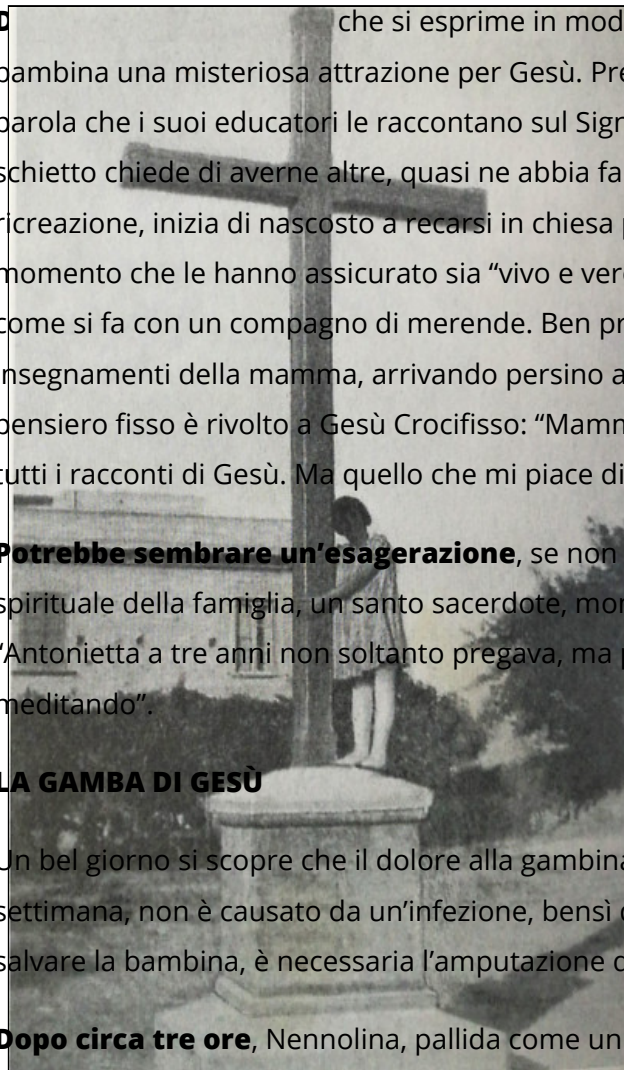 che si esprime in mod
bambina una misteriosa attrazione per Gesù. Pre
parola che i suoi educatori le raccontano sul Sign
schietto chiede di averne altre, quasi ne abbia fa
ricreazione, inizia di nascosto a recarsi in chiesa p
momento che le hanno assicurato sia “vivo e vero
come si fa con un compagno di merende. Ben pr
insegnamenti della mamma, arrivando persino a
pensiero fisso è rivolto a Gesù Crocifisso: “Mamm
tutti i racconti di Gesù. Ma quello che mi piace di
Potrebbe sembrare un’esagerazione, se non
spirituale della famiglia, un santo sacerdote, mon
“Antonietta a tre anni non soltanto pregava, ma p
meditando”.
LA GAMBA DI GESÙ
Un bel giorno si scopre che il dolore alla gambina
settimana, non è causato da un’infezione, bensì d
salvare la bambina, è necessaria l’amputazione d
Dopo circa tre ore, Nennolina, pallida come un